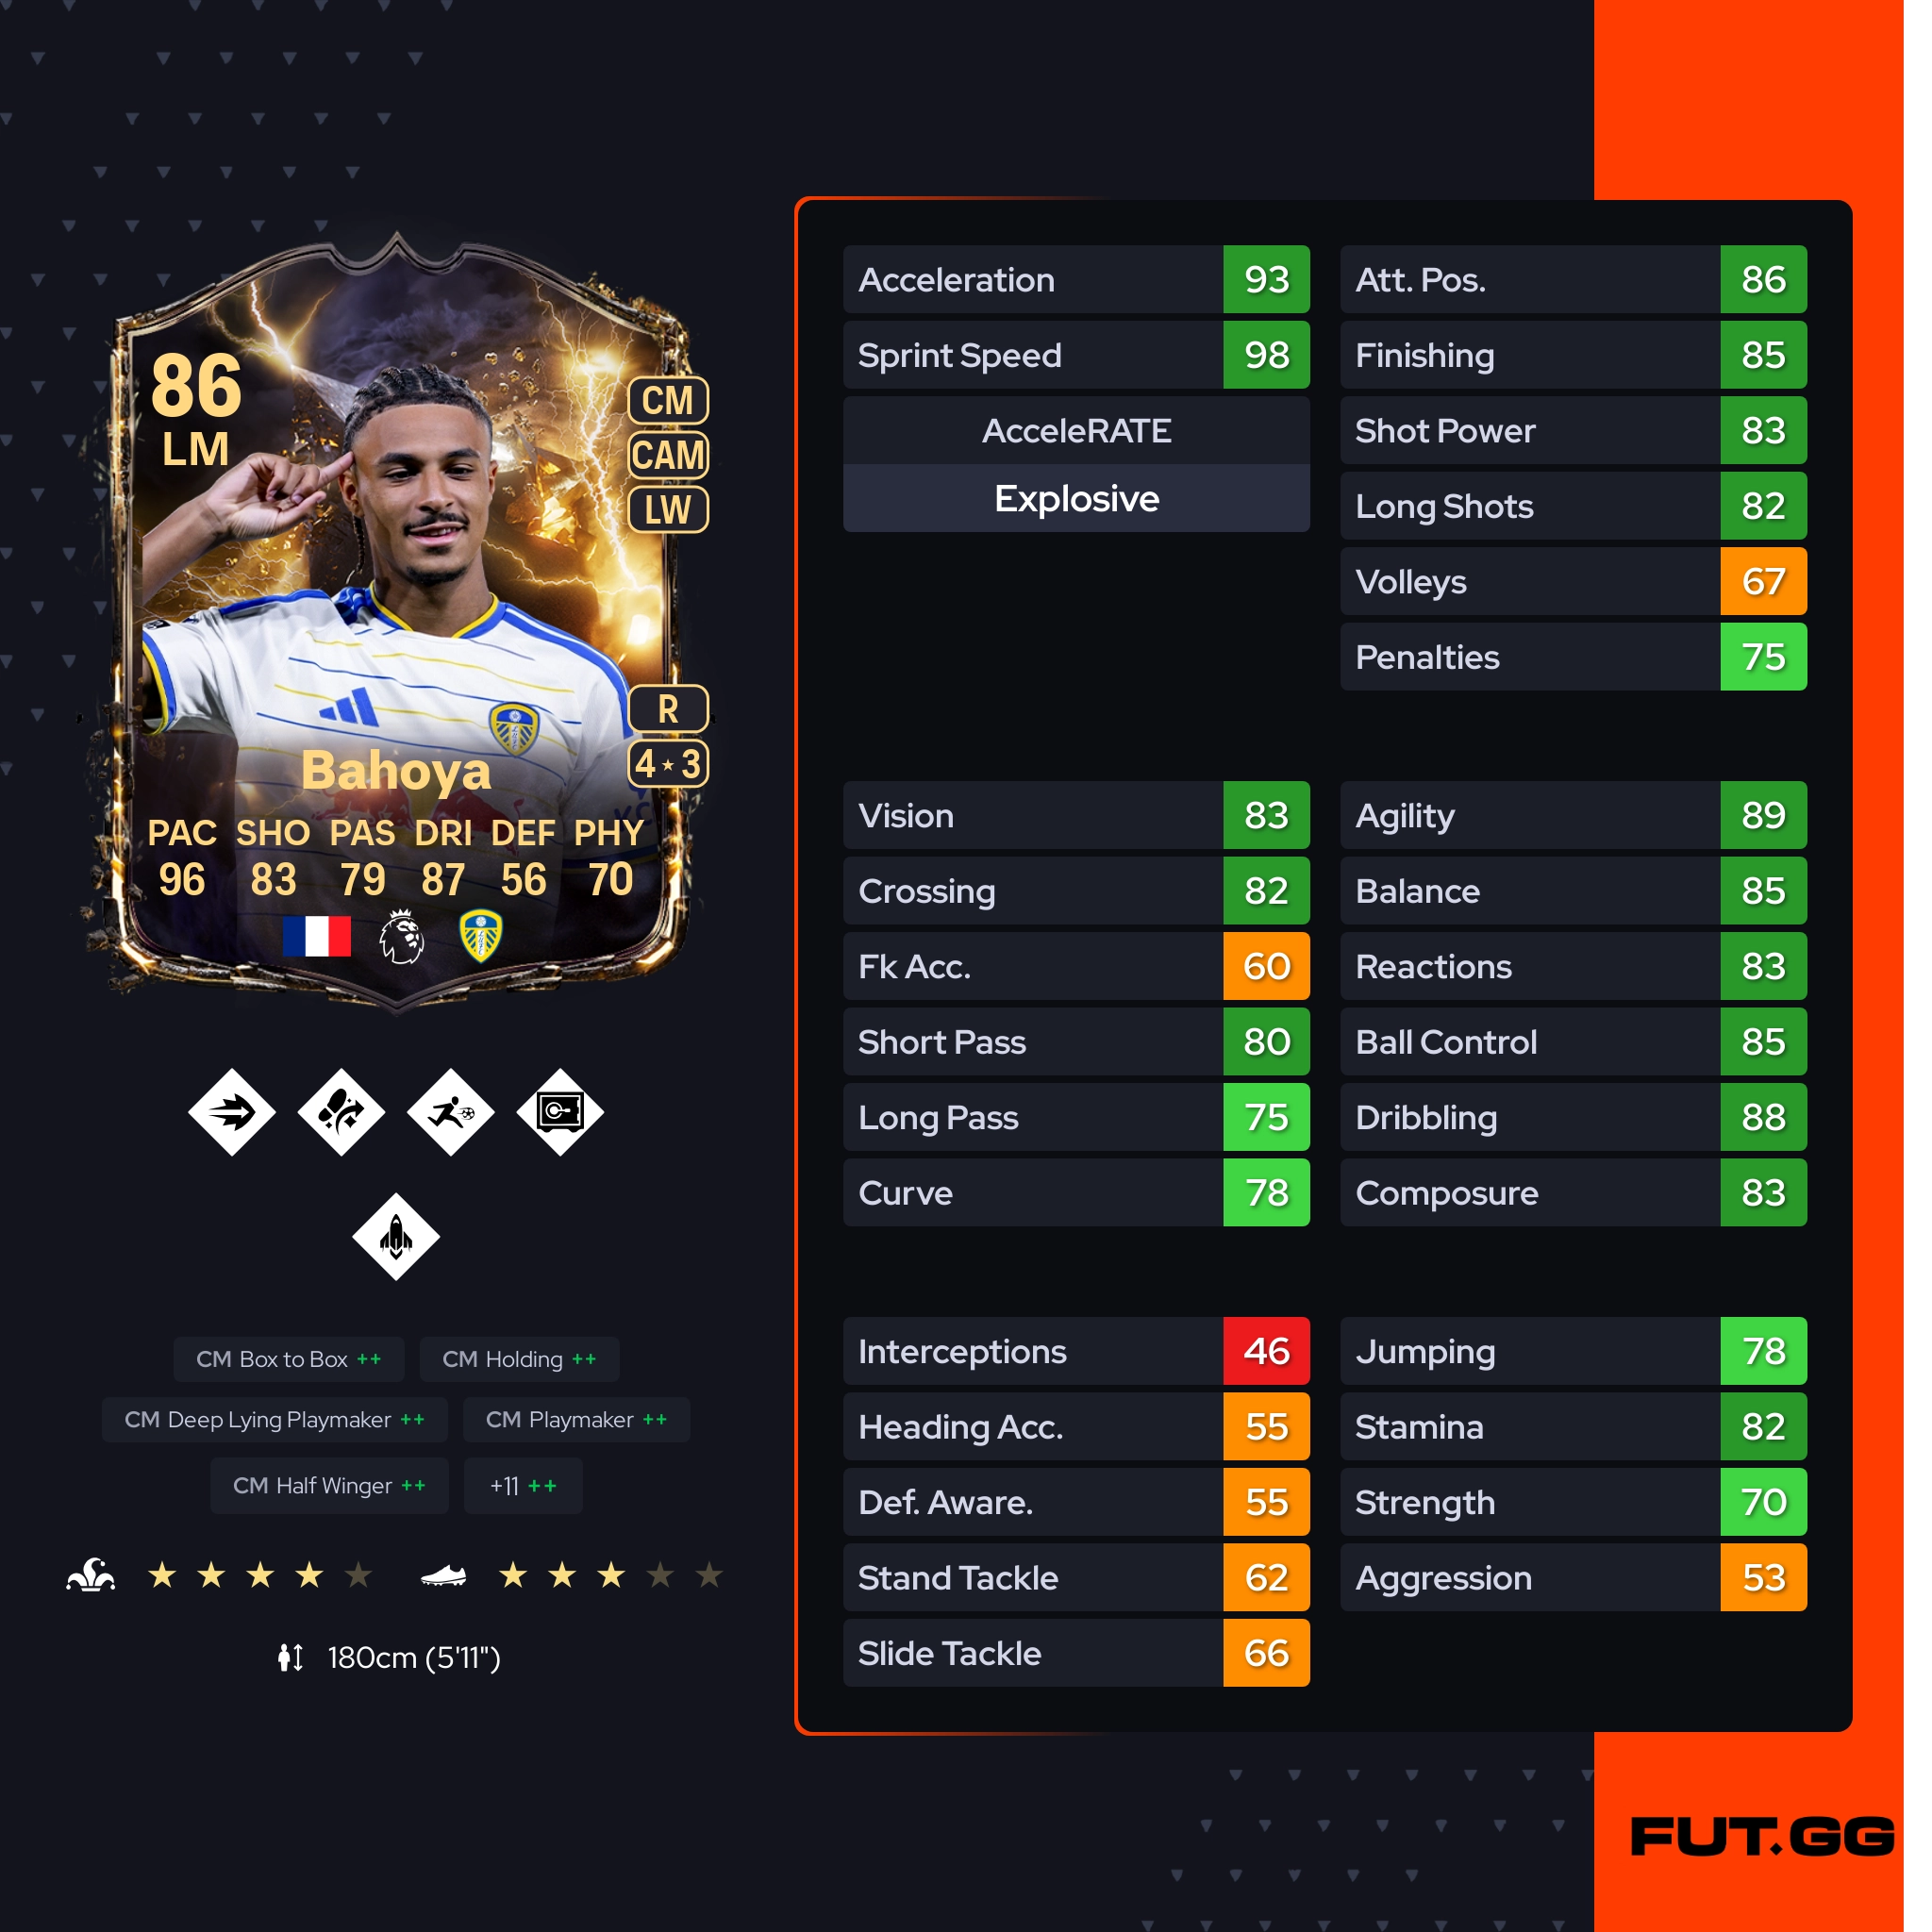 86
LM
CM
CAM
LW
R
4 ★ 3
Bahoya
PAC SHO PAS DRI DEF PHY
96 83 79 87 56 70
CM Box to Box ++
CM Holding ++
CM Deep Lying Playmaker ++
CM Playmaker ++
CM Half Winger ++
+11 ++
180cm (5'11")
Acceleration 93
Sprint Speed 98
AcceleRATE
Explosive
Att. Pos. 86
Finishing 85
Shot Power 83
Long Shots 82
Volleys 67
Penalties 75
Vision 83
Crossing 82
Fk Acc. 60
Short Pass 80
Long Pass 75
Curve 78
Agility 89
Balance 85
Reactions 83
Ball Control 85
Dribbling 88
Composure 83
Interceptions 46
Heading Acc. 55
Def. Aware. 55
Stand Tackle 62
Slide Tackle 66
Jumping 78
Stamina 82
Strength 70
Aggression 53
FUT.GG